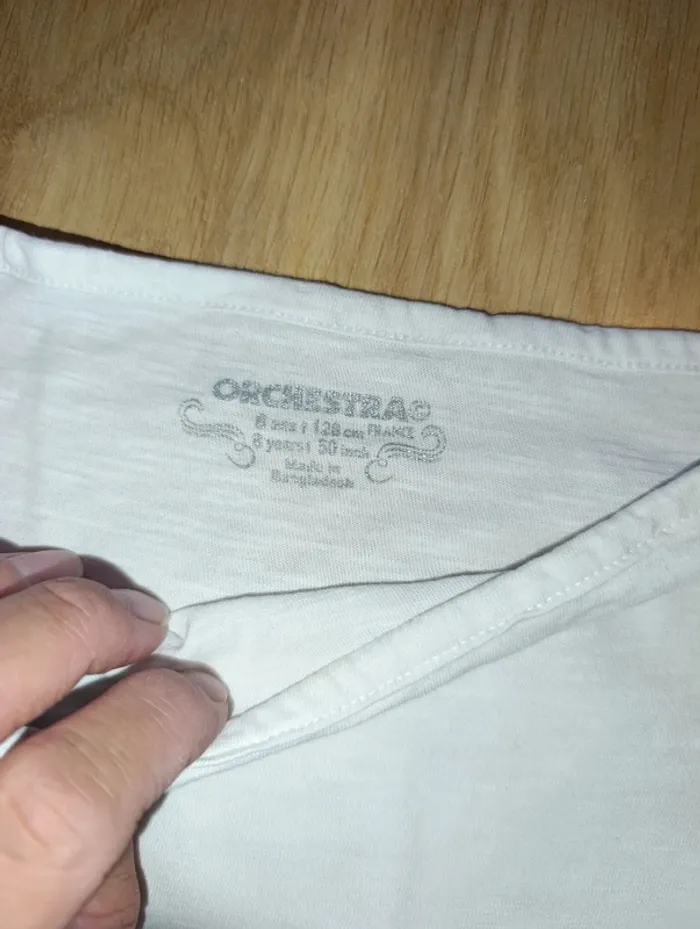 ORCHESTRA©
8 ans / 128 cm FRANCE
8 years / 50 inch
Made in
Bangladesh